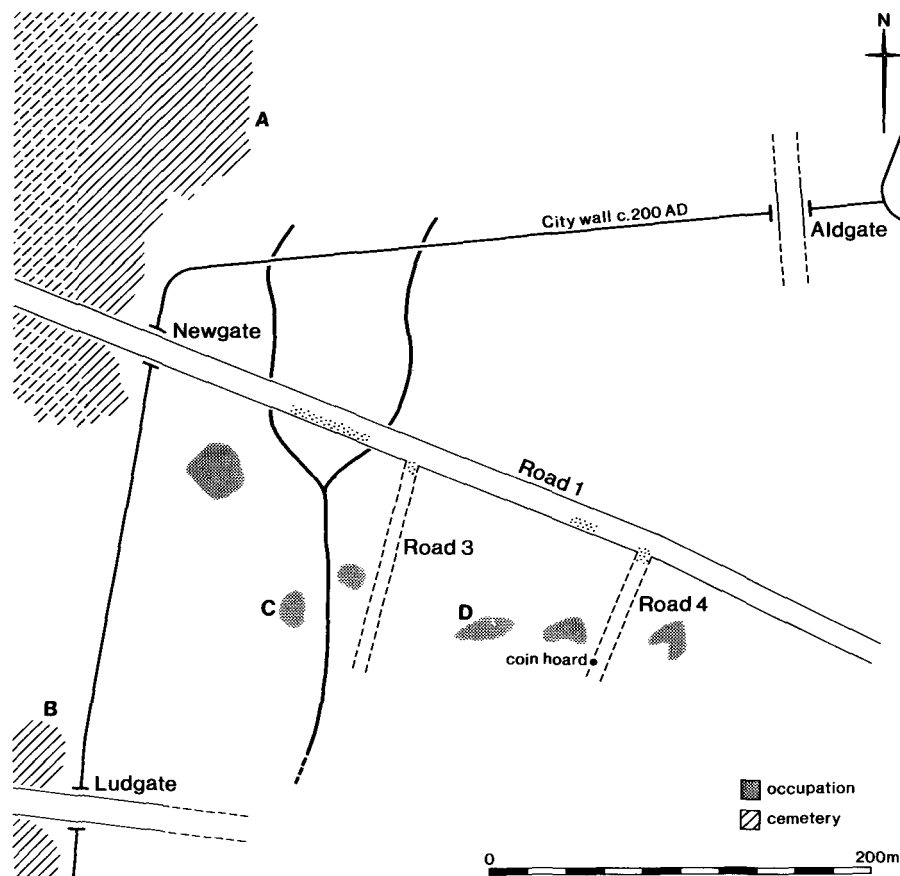 N
A
City wall c.200 AD
Aldgate
Newgate
Road 1
Road 3
C
D
Road 4
coin hoard
B
Ludgate
occupation
cemetery
0
200m